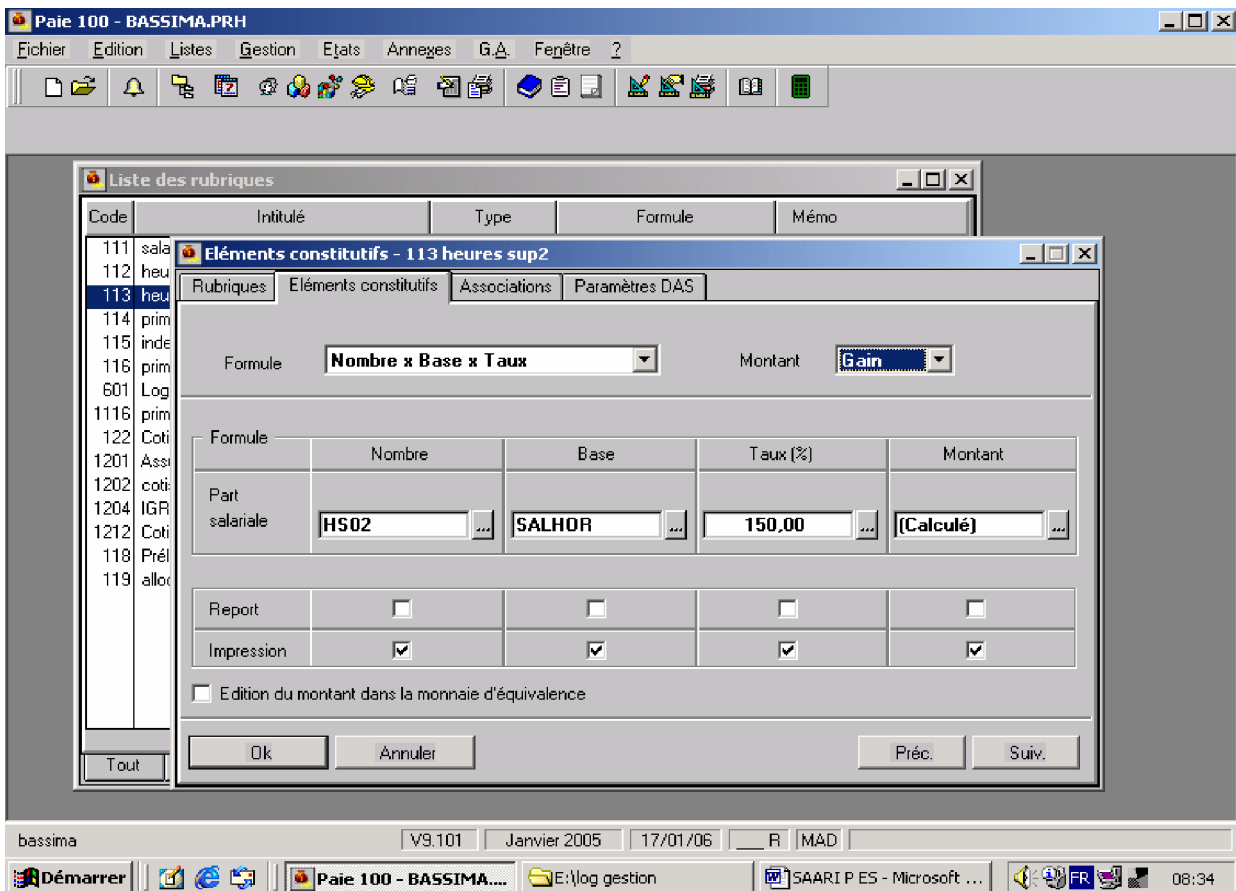 Paie 100 - BASSIMA.PRH
Fichier Edition Listes Gestion Etats Annexes G.A. Fenêtre ?
Liste des rubriques
Code Intitulé Type Formule Mémo
111 sala
112 heu
113 heu
114 prim
115 inde
116 prim
601 Log
1116 prim
122 Coti
1201 Assu
1202 coti
1204 IGR
1212 Coti
118 Prél
119 alloc
Tout
Eléments constitutifs - 113 heures sup2
Rubriques Eléments constitutifs Associations Paramètres DAS
Formule Nombre x Base x Taux Montant Gain
Formule
Nombre Base Taux (%) Montant
Part
salariale
HS02 ... SALHOR ... 150,00 ... (Calculé) ...
Report
Impression
Edition du montant dans la monnaie d'équivalence
Ok Annuler Préc. Suiv.
bassima V9.101 Janvier 2005 17/01/06 ___ R MAD
Démarrer Paie 100 - BASSIMA.... E:\log gestion SAARI P ES - Microsoft ... FR 08:34